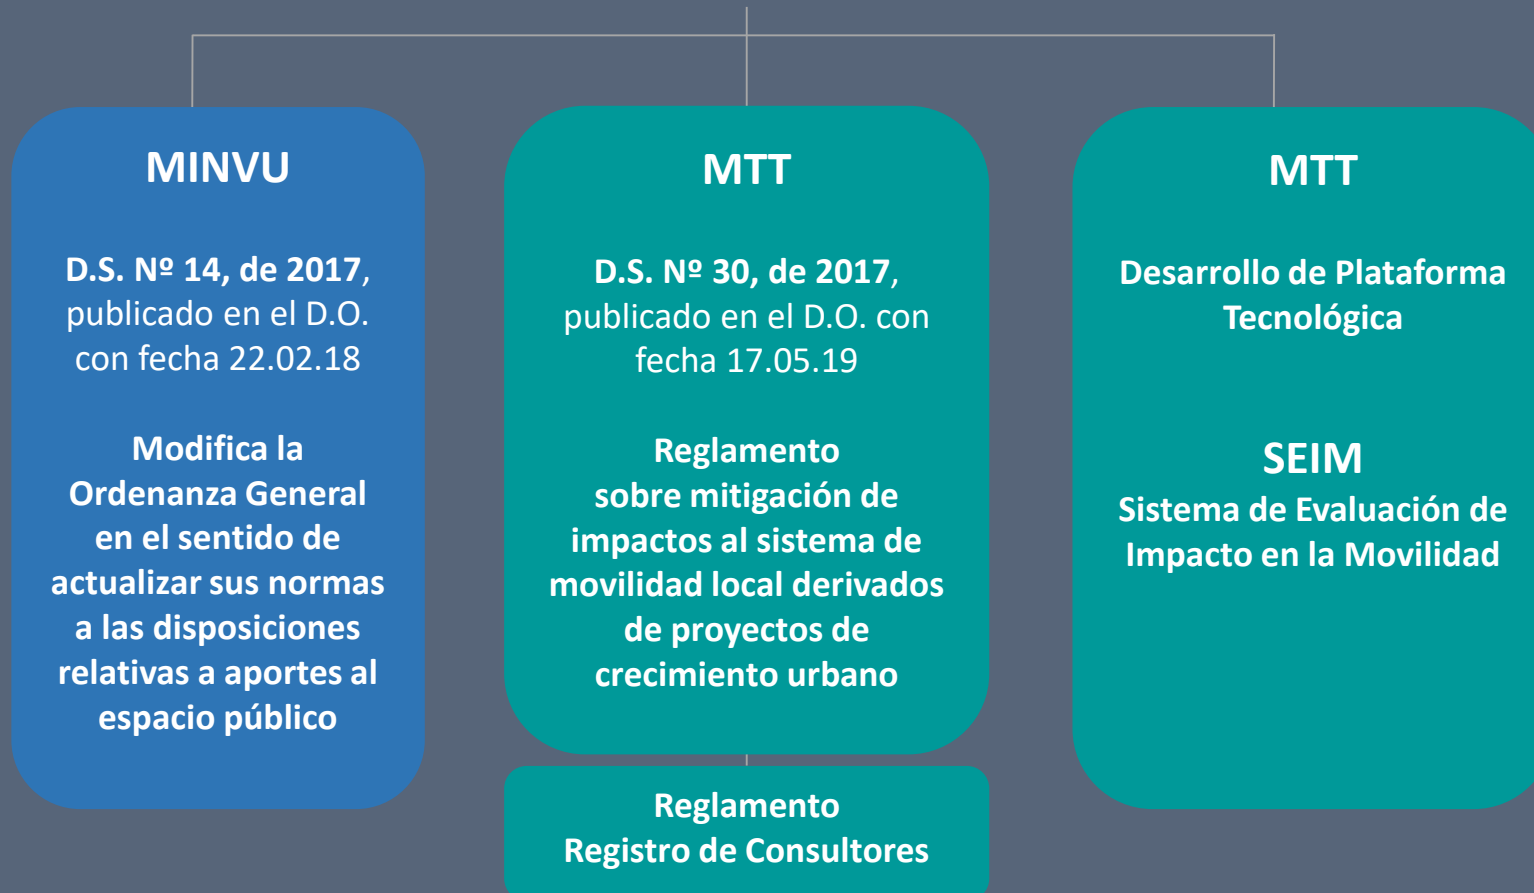 MINVU
D.S. Nº 14, de 2017,
publicado en el D.O.
con fecha 22.02.18
Modifica la
Ordenanza General
en el sentido de
actualizar sus normas
a las disposiciones
relativas a aportes al
espacio público
MTT
D.S. Nº 30, de 2017,
publicado en el D.O. con
fecha 17.05.19
Reglamento
sobre mitigación de
impactos al sistema de
movilidad local derivados
de proyectos de
crecimiento urbano
Reglamento
Registro de Consultores
MTT
Desarrollo de Plataforma
Tecnológica
SEIM
Sistema de Evaluación de
Impacto en la Movilidad